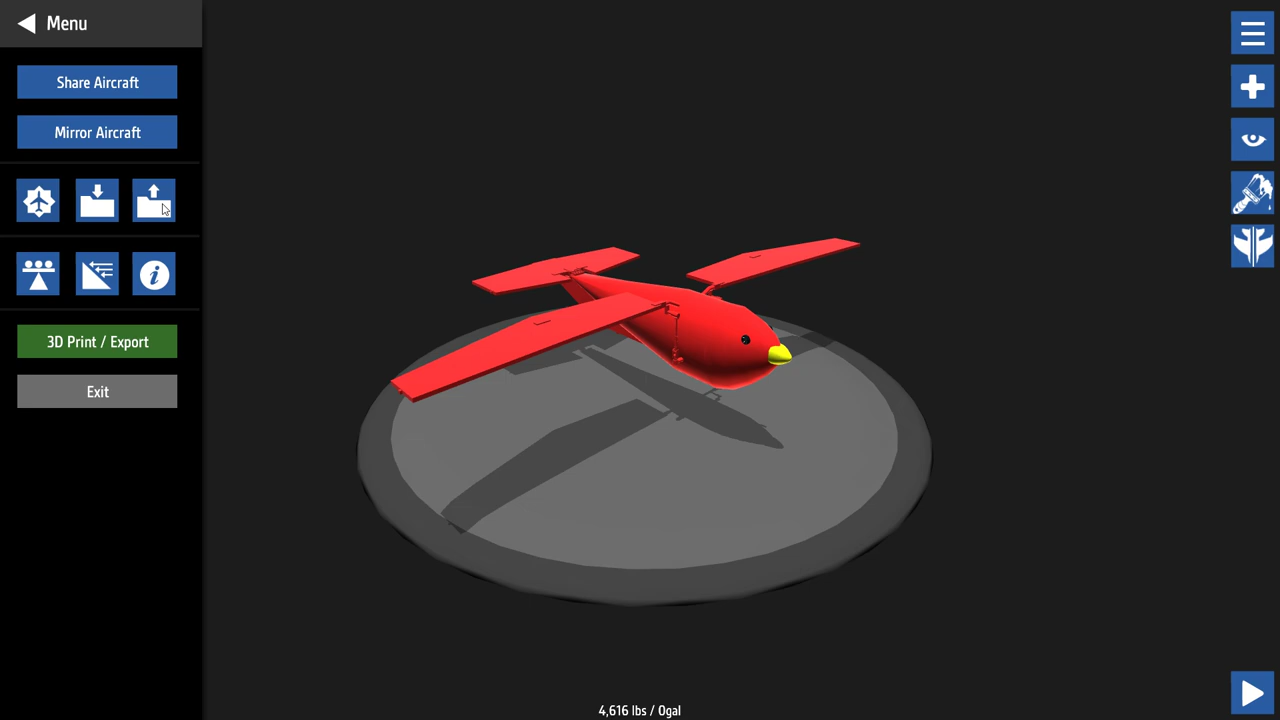 Menu
Share Aircraft
Mirror Aircraft
3D Print / Export
Exit
4,616 lbs / 0gal